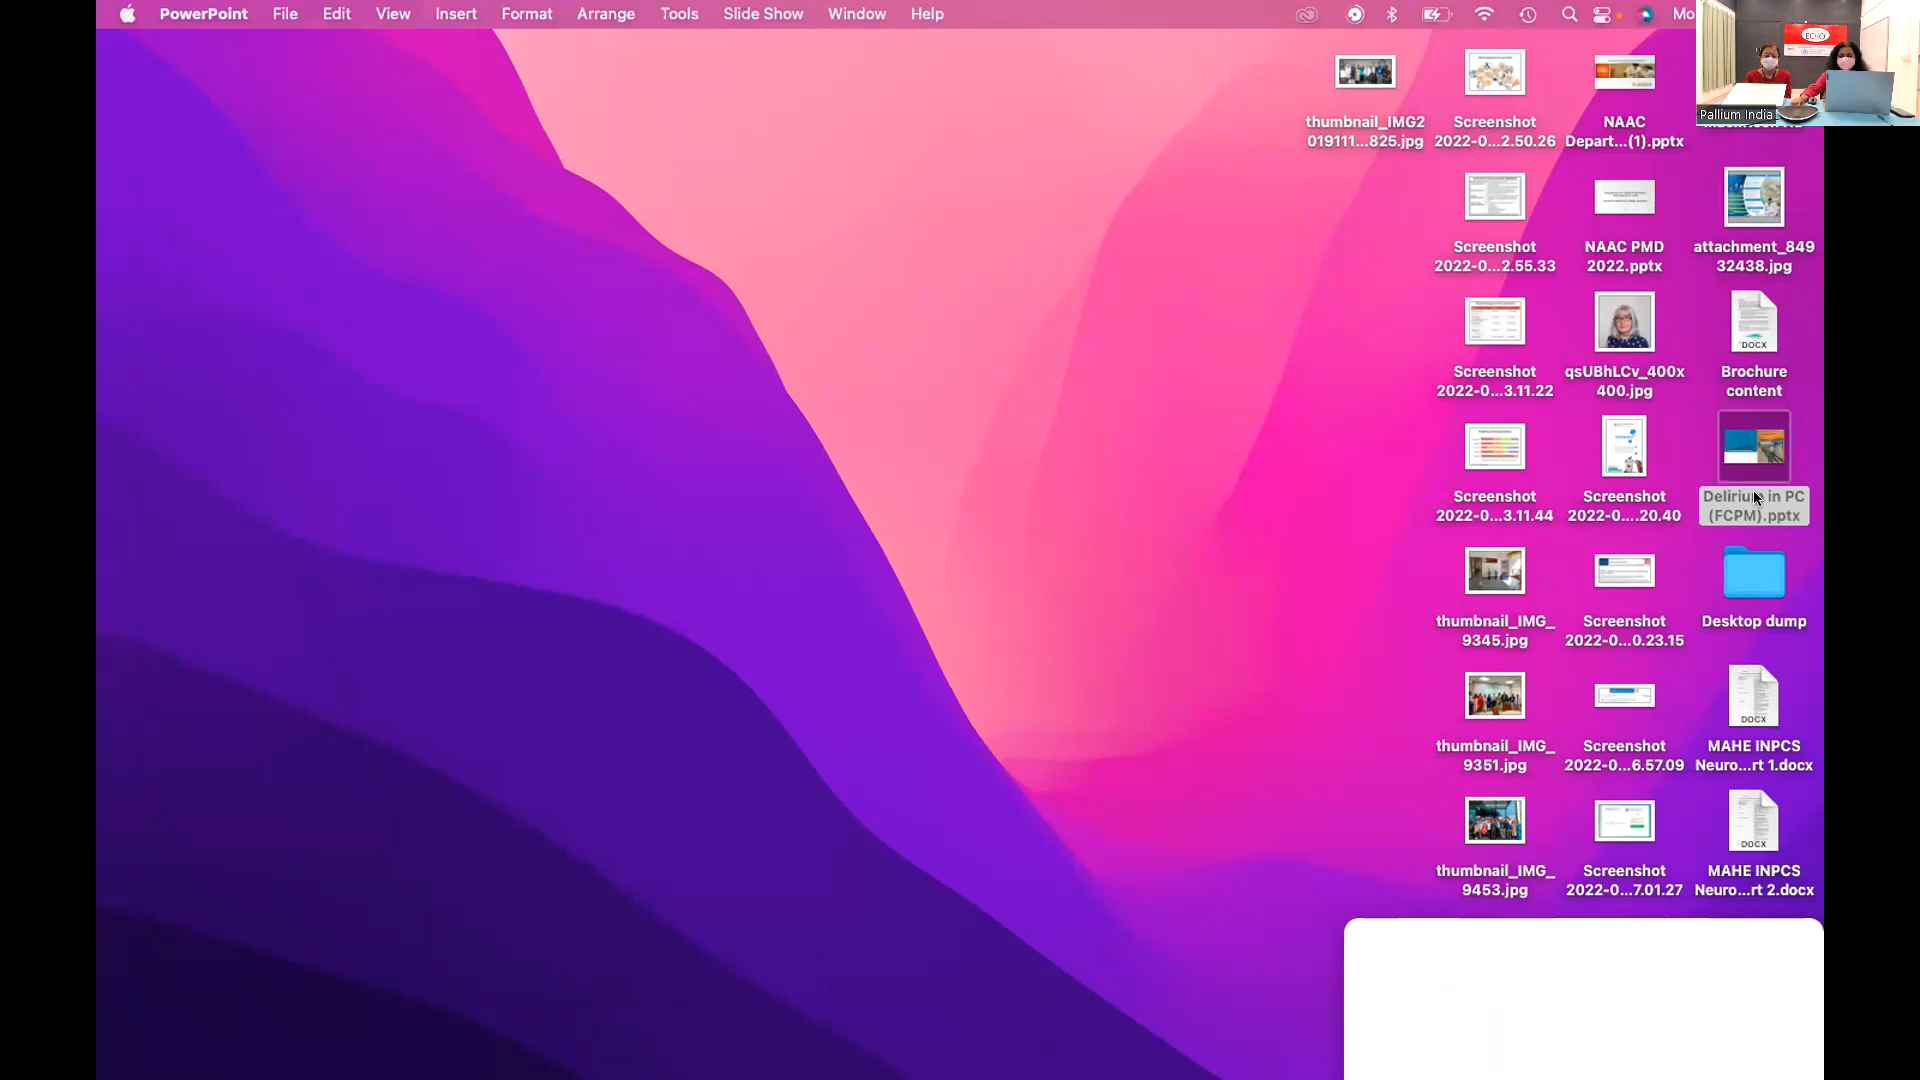 PowerPoint File Edit View Insert Format Arrange Tools Slide Show Window Help Mo
ECHO
Pallium India
thumbnail_IMG2
019111...825.jpg
Screenshot
2022-0...2.50.26
NAAC
Depart...(1).pptx
Screenshot
2022-0...2.55.33
NAAC PMD
2022.pptx
attachment_849
32438.jpg
Screenshot
2022-0...3.11.22
qsUBhLCv_400x
400.jpg
DOCX
Brochure
content
Screenshot
2022-0...3.11.44
Screenshot
2022-0....20.40
Delirium in PC
(FCPM).pptx
thumbnail_IMG_
9345.jpg
Screenshot
2022-0...0.23.15
Desktop dump
thumbnail_IMG_
9351.jpg
Screenshot
2022-0...6.57.09
DOCX
MAHE INPCS
Neuro...rt 1.docx
thumbnail_IMG_
9453.jpg
Screenshot
2022-0...7.01.27
DOCX
MAHE INPCS
Neuro...rt 2.docx